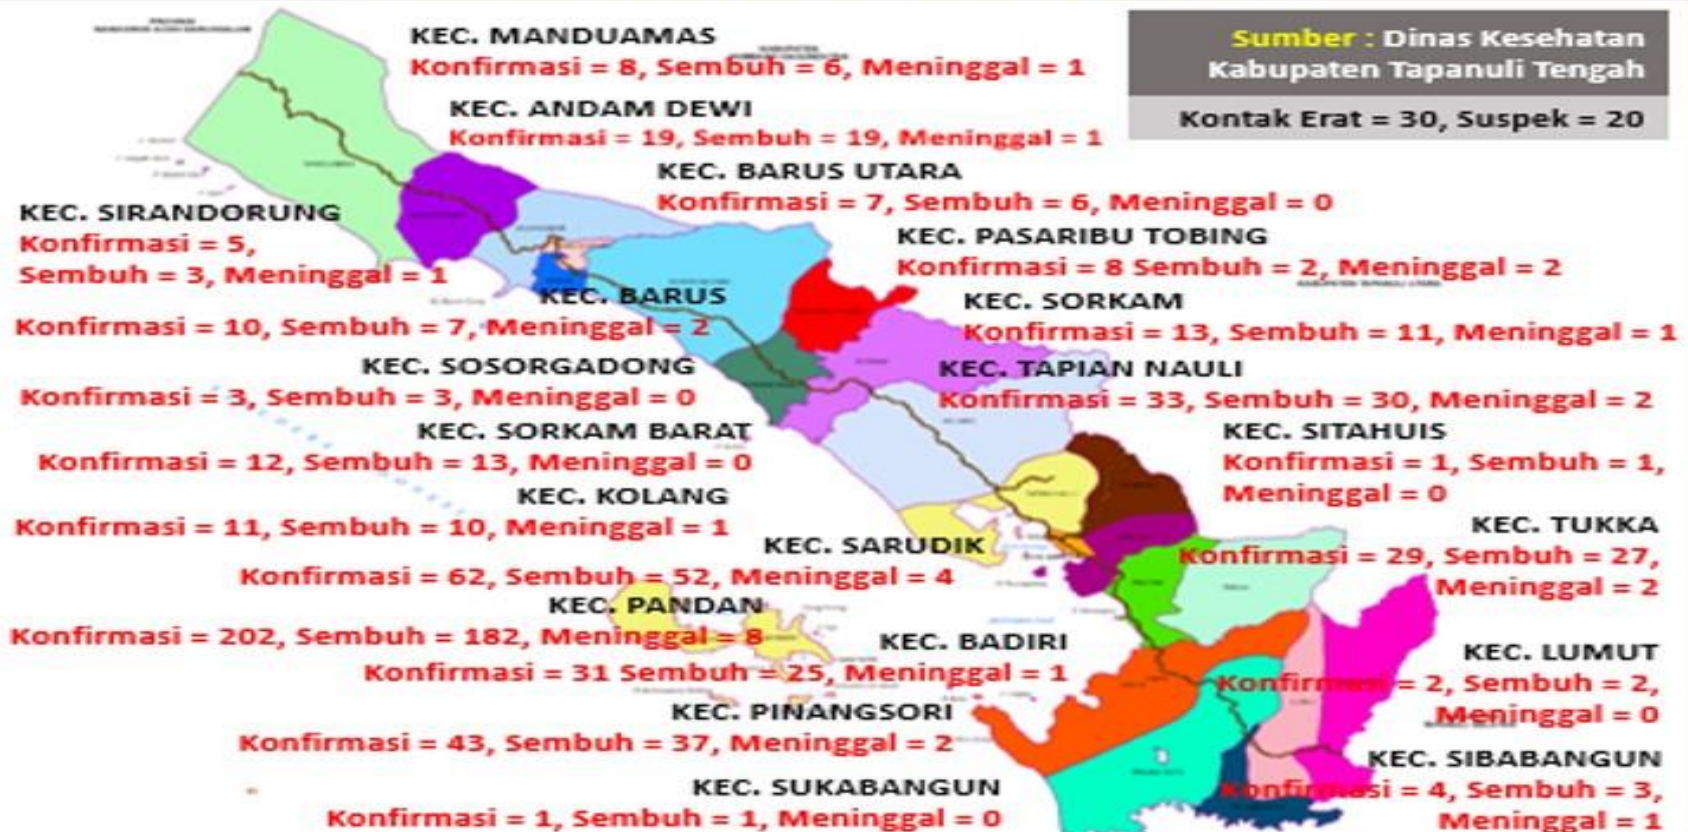 KEC. MANDUAMAS
Konfirmasi = 8, Sembuh = 6, Meninggal = 1
Sumber : Dinas Kesehatan
Kabupaten Tapanuli Tengah
Kontak Erat = 30, Suspek = 20
KEC. ANDAM DEWI
Konfirmasi = 19, Sembuh = 19, Meninggal = 1
KEC. BARUS UTARA
Konfirmasi = 7, Sembuh = 6, Meninggal = 0
KEC. SIRANDORUNG
Konfirmasi = 5,
Sembuh = 3, Meninggal = 1
KEC. PASARIBU TOBING
Konfirmasi = 8 Sembuh = 2, Meninggal = 2
KEC. BARUS
Konfirmasi = 10, Sembuh = 7, Meninggal = 2
KEC. SORKAM
Konfirmasi = 13, Sembuh = 11, Meninggal = 1
KEC. SOSORGADONG
Konfirmasi = 3, Sembuh = 3, Meninggal = 0
KEC. TAPIAN NAULI
Konfirmasi = 33, Sembuh = 30, Meninggal = 2
KEC. SORKAM BARAT
Konfirmasi = 12, Sembuh = 13, Meninggal = 0
KEC. SITAHUIS
Konfirmasi = 1, Sembuh = 1,
Meninggal = 0
KEC. KOLANG
Konfirmasi = 11, Sembuh = 10, Meninggal = 1
KEC. TUKKA
Konfirmasi = 29, Sembuh = 27,
Meninggal = 2
KEC. SARUDIK
Konfirmasi = 62, Sembuh = 52, Meninggal = 4
KEC. PANDAN
Konfirmasi = 202, Sembuh = 182, Meninggal = 8
KEC. BADIRI
Konfirmasi = 31 Sembuh = 25, Meninggal = 1
KEC. LUMUT
Konfirmasi = 2, Sembuh = 2,
Meninggal = 0
KEC. PINANGSORI
Konfirmasi = 43, Sembuh = 37, Meninggal = 2
KEC. SIBABANGUN
Konfirmasi = 4, Sembuh = 3,
Meninggal = 1
KEC. SUKABANGUN
Konfirmasi = 1, Sembuh = 1, Meninggal = 0